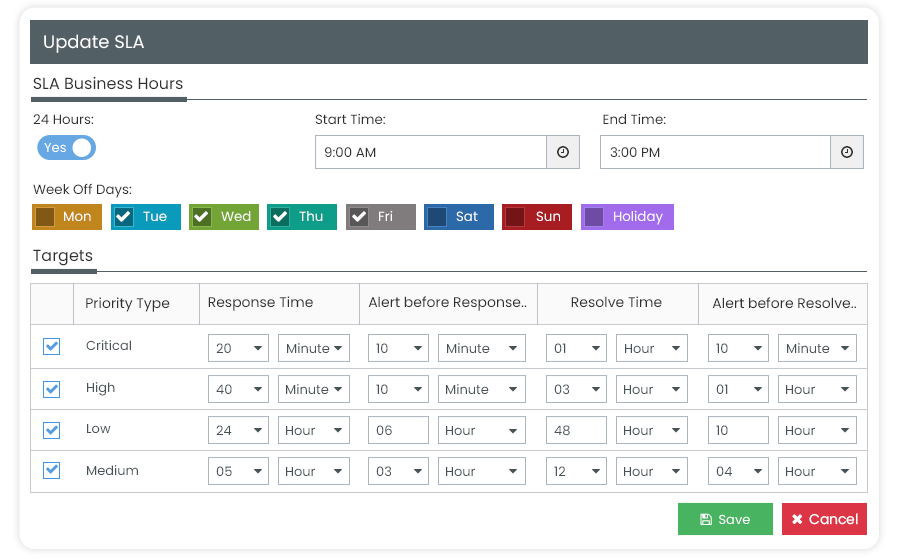 Update SLA
SLA Business Hours
24 Hours: Start Time: End Time:
Yes 9:00 AM 3:00 PM
Week Off Days:
Mon Tue Wed Thu Fri Sat Sun Holiday
Targets
Priority Type Response Time Alert before Response.. Resolve Time Alert before Resolve..
Critical 20 Minute 10 Minute 01 Hour 10 Minute
High 40 Minute 10 Minute 03 Hour 01 Hour
Low 24 Hour 06 Hour 48 Hour 10 Hour
Medium 05 Hour 03 Hour 12 Hour 04 Hour
Save Cancel